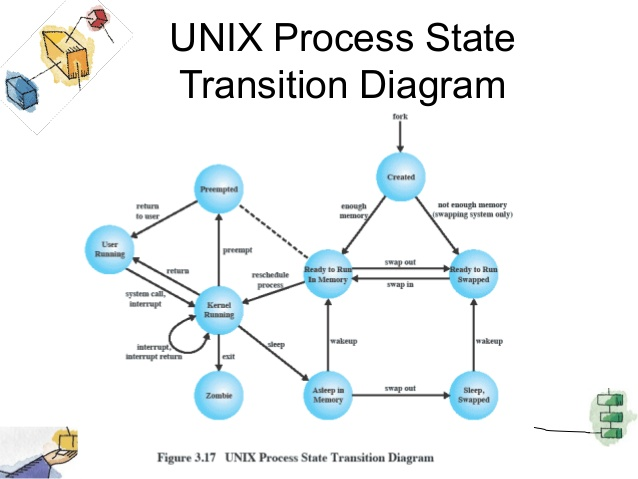 UNIX Process State
Transition Diagram
fork
Created
Preempted
return
to user
enough
memory
not enough memory
(swapping system only)
User
Running
preempt
return
swap out
Ready to Run
In Memory
Ready to Run
Swapped
swap in
reschedule
process
system call,
interrupt
Kernel
Running
interrupt,
interrupt return
sleep
wakeup
wakeup
exit
Zombie
Asleep in
Memory
swap out
Sleep,
Swapped
Figure 3.17 UNIX Process State Transition Diagram